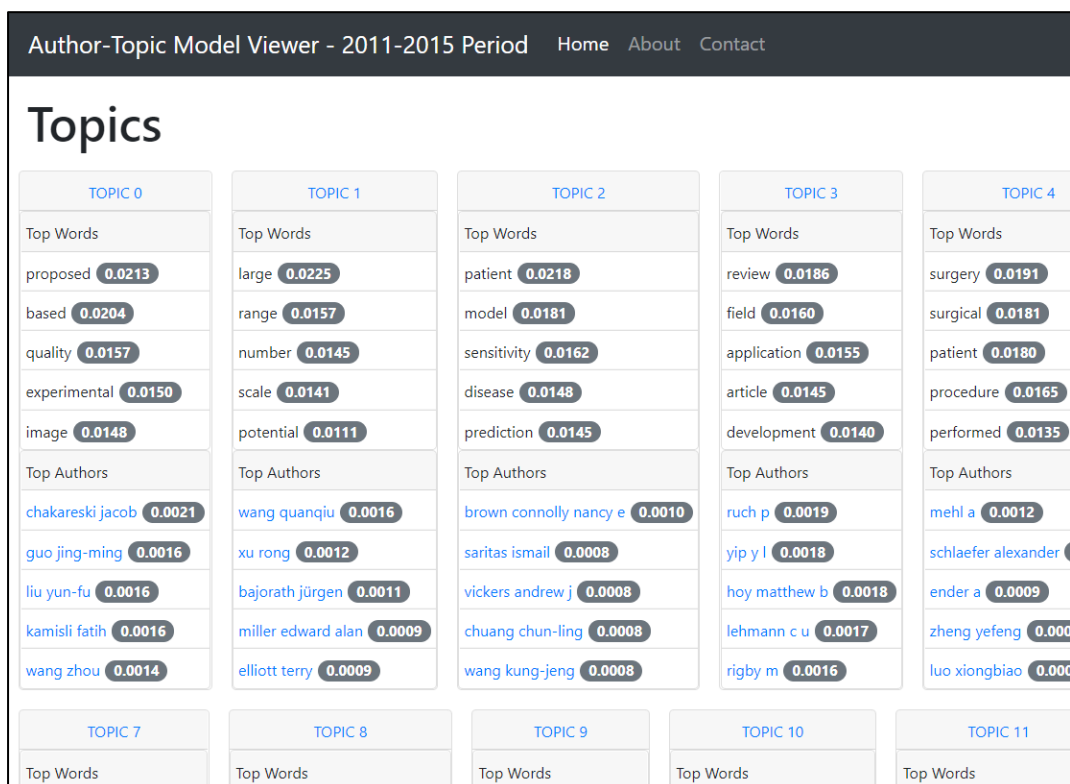 Author-Topic Model Viewer - 2011-2015 Period Home About Contact
Topics
TOPIC 0
Top Words
proposed 0.0213
based 0.0204
quality 0.0157
experimental 0.0150
image 0.0148
Top Authors
chakareski jacob 0.0021
guo jing-ming 0.0016
liu yun-fu 0.0016
kamisli fatih 0.0016
wang zhou 0.0014
TOPIC 1
Top Words
large 0.0225
range 0.0157
number 0.0145
scale 0.0141
potential 0.0111
Top Authors
wang quanqiu 0.0016
xu rong 0.0012
bajorath jürgen 0.0011
miller edward alan 0.0009
elliott terry 0.0009
TOPIC 2
Top Words
patient 0.0218
model 0.0181
sensitivity 0.0162
disease 0.0148
prediction 0.0145
Top Authors
brown connolly nancy e 0.0010
saritas ismail 0.0008
vickers andrew j 0.0008
chuang chun-ling 0.0008
wang kung-jeng 0.0008
TOPIC 3
Top Words
review 0.0186
field 0.0160
application 0.0155
article 0.0145
development 0.0140
Top Authors
ruch p 0.0019
yip y l 0.0018
hoy matthew b 0.0018
lehmann c u 0.0017
rigby m 0.0016
TOPIC 4
Top Words
surgery 0.0191
surgical 0.0181
patient 0.0180
procedure 0.0165
performed 0.0135
Top Authors
mehl a 0.0012
schlaefer alexander
ender a 0.0009
zheng yefeng
luo xiongbiao
TOPIC 7
Top Words
TOPIC 8
Top Words
TOPIC 9
Top Words
TOPIC 10
Top Words
TOPIC 11
Top Words